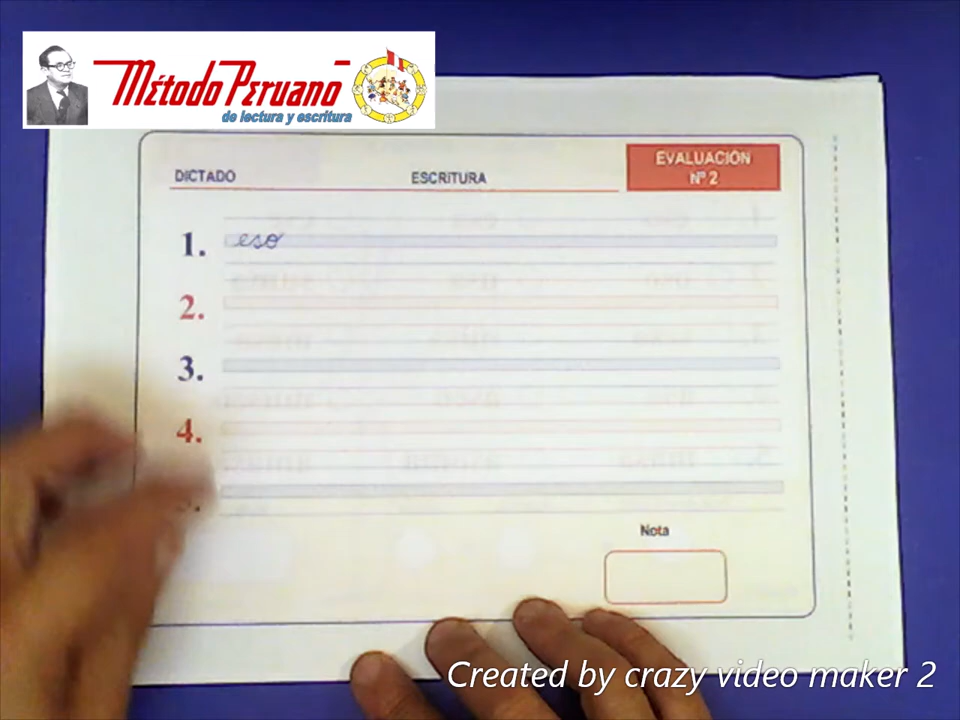 Método Peruano
de lectura y escritura
DICTADO
ESCRITURA
EVALUACIÓN
Nº 2
1. eso
2.
3.
4.
Nota
Created by crazy video maker 2